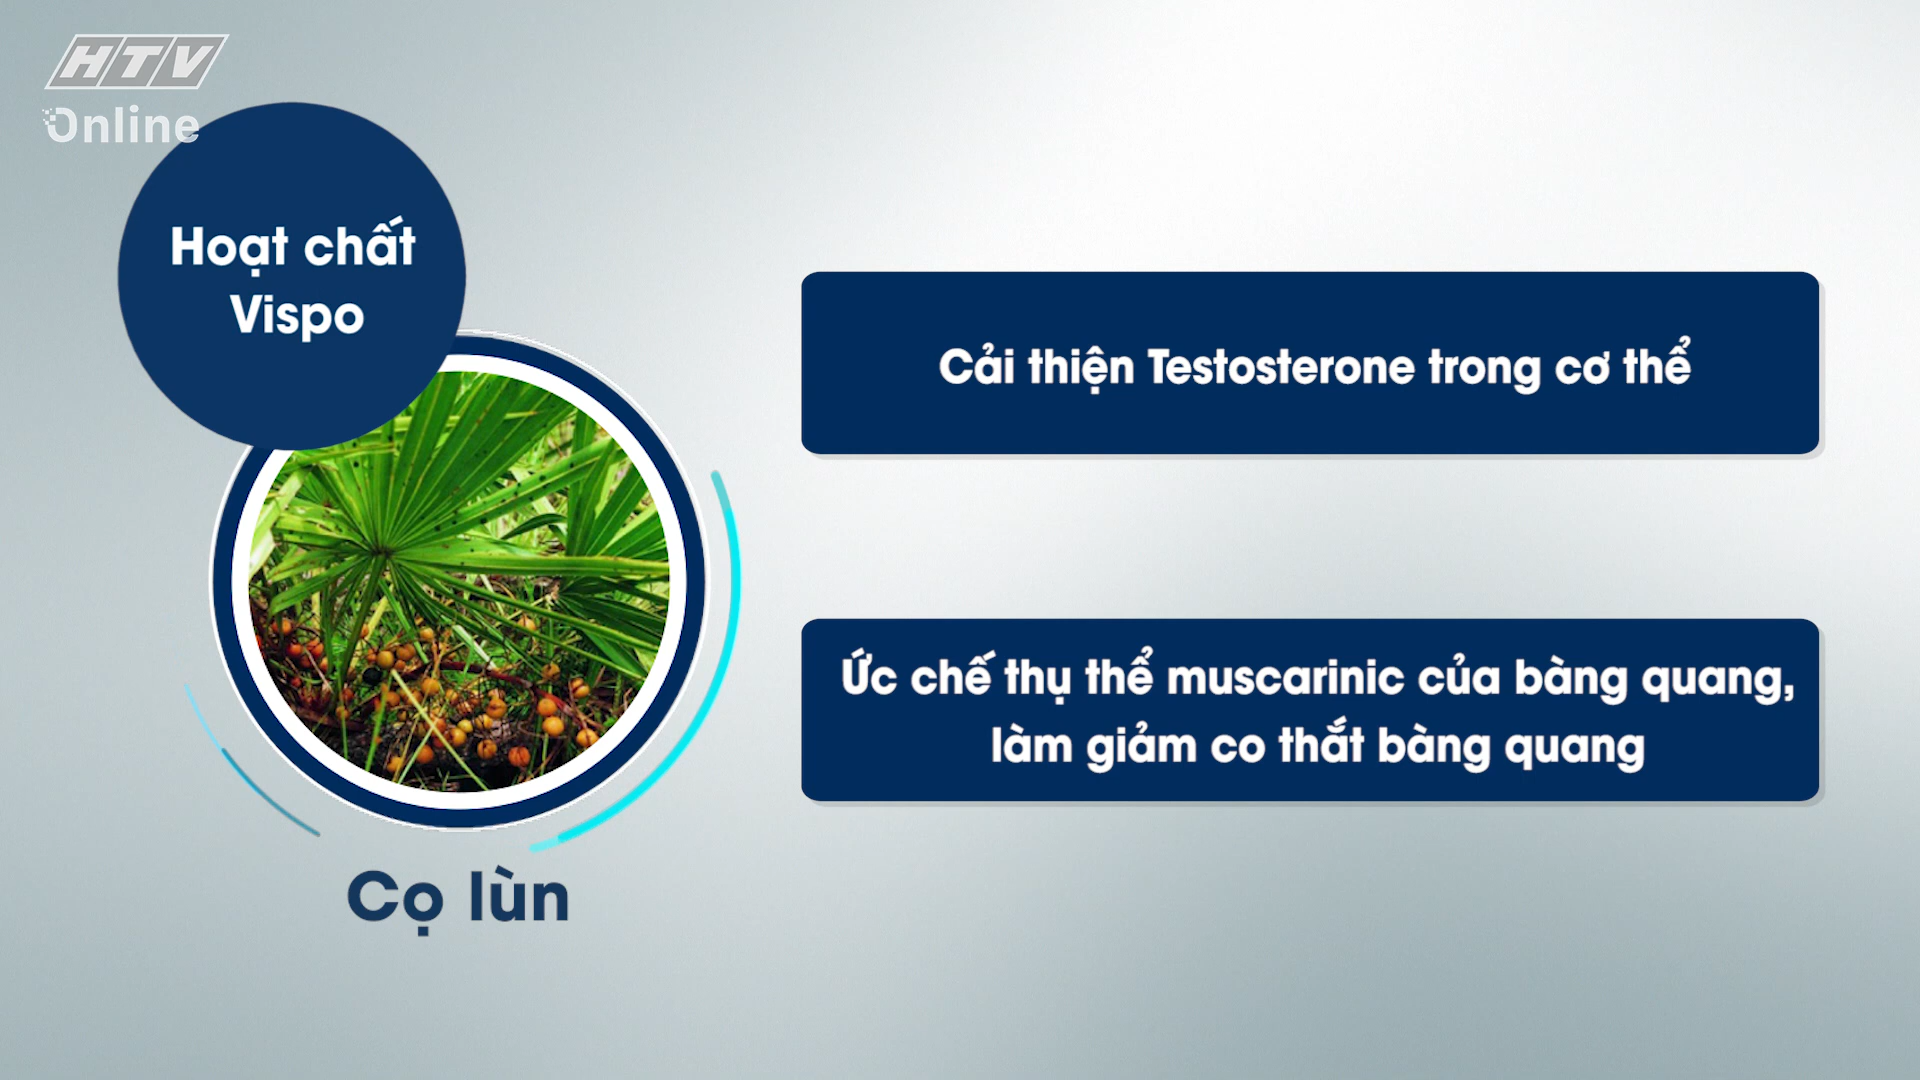 HTV
Online
Hoạt chất
Vispo
Cải thiện Testosterone trong cơ thể
Ức chế thụ thể muscarinic của bàng quang,
làm giảm co thắt bàng quang
Cọ lùn